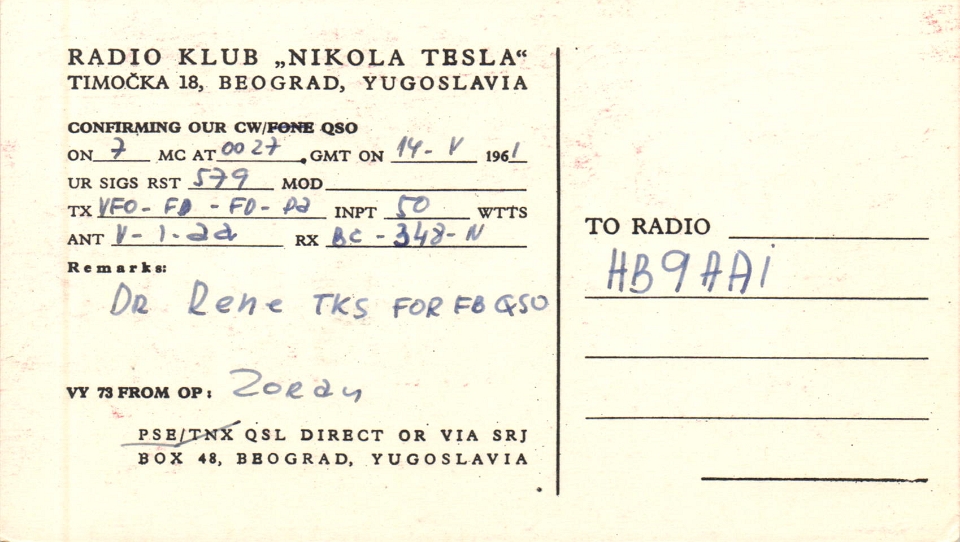 RADIO KLUB „NIKOLA TESLA“
TIMOČKA 18, BEOGRAD, YUGOSLAVIA
CONFIRMING OUR CW/FONE QSO
ON 7 MC AT 0027 GMT ON 14-V 1961
UR SIGS RST 579 MOD
TX VFO-FD-FD-PA INPT 50 WTTS
ANT V-1-22 RX BC-348-N
Remarks:
DR Rene TKS FOR FB QSO
VY 73 FROM OP: Zoran
PSE/TNX QSL DIRECT OR VIA SRJ
BOX 48, BEOGRAD, YUGOSLAVIA
TO RADIO
HB9AAi